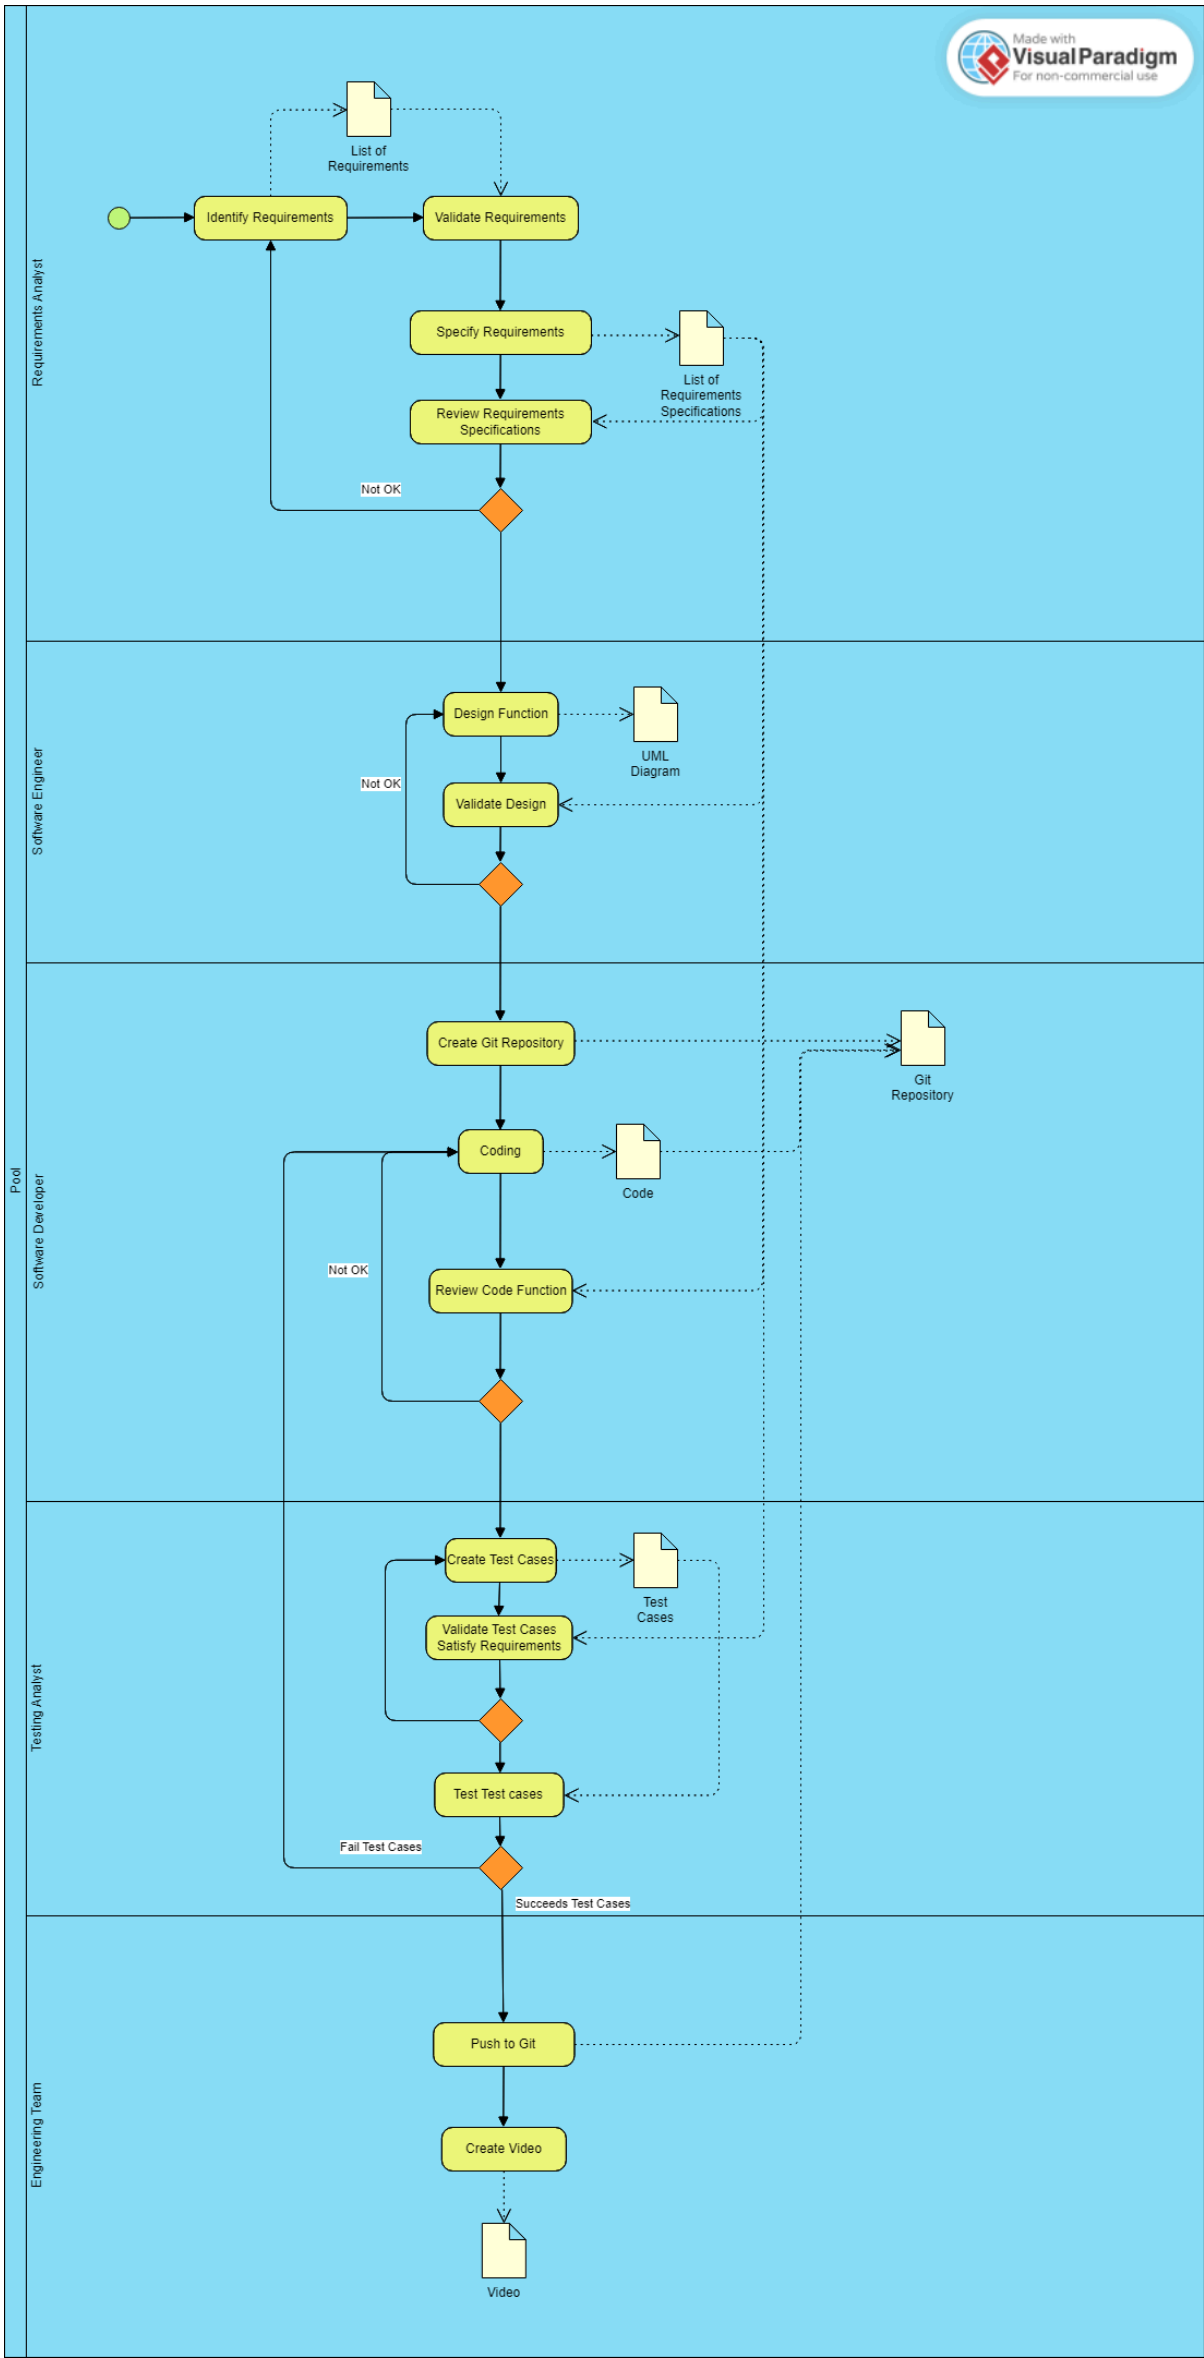 Made with
Visual Paradigm
For non-commercial use
Pool
Requirements Analyst
List of
Requirements
Identify Requirements
Validate Requirements
Specify Requirements
List of
Requirements
Specifications
Review Requirements
Specifications
Not OK
Software Engineer
Design Function
UML
Diagram
Not OK
Validate Design
Software Developer
Create Git Repository
Git
Repository
Coding
Code
Not OK
Review Code Function
Testing Analyst
Create Test Cases
Test
Cases
Validate Test Cases
Satisfy Requirements
Test Test cases
Fail Test Cases
Succeeds Test Cases
Engineering Team
Push to Git
Create Video
Video